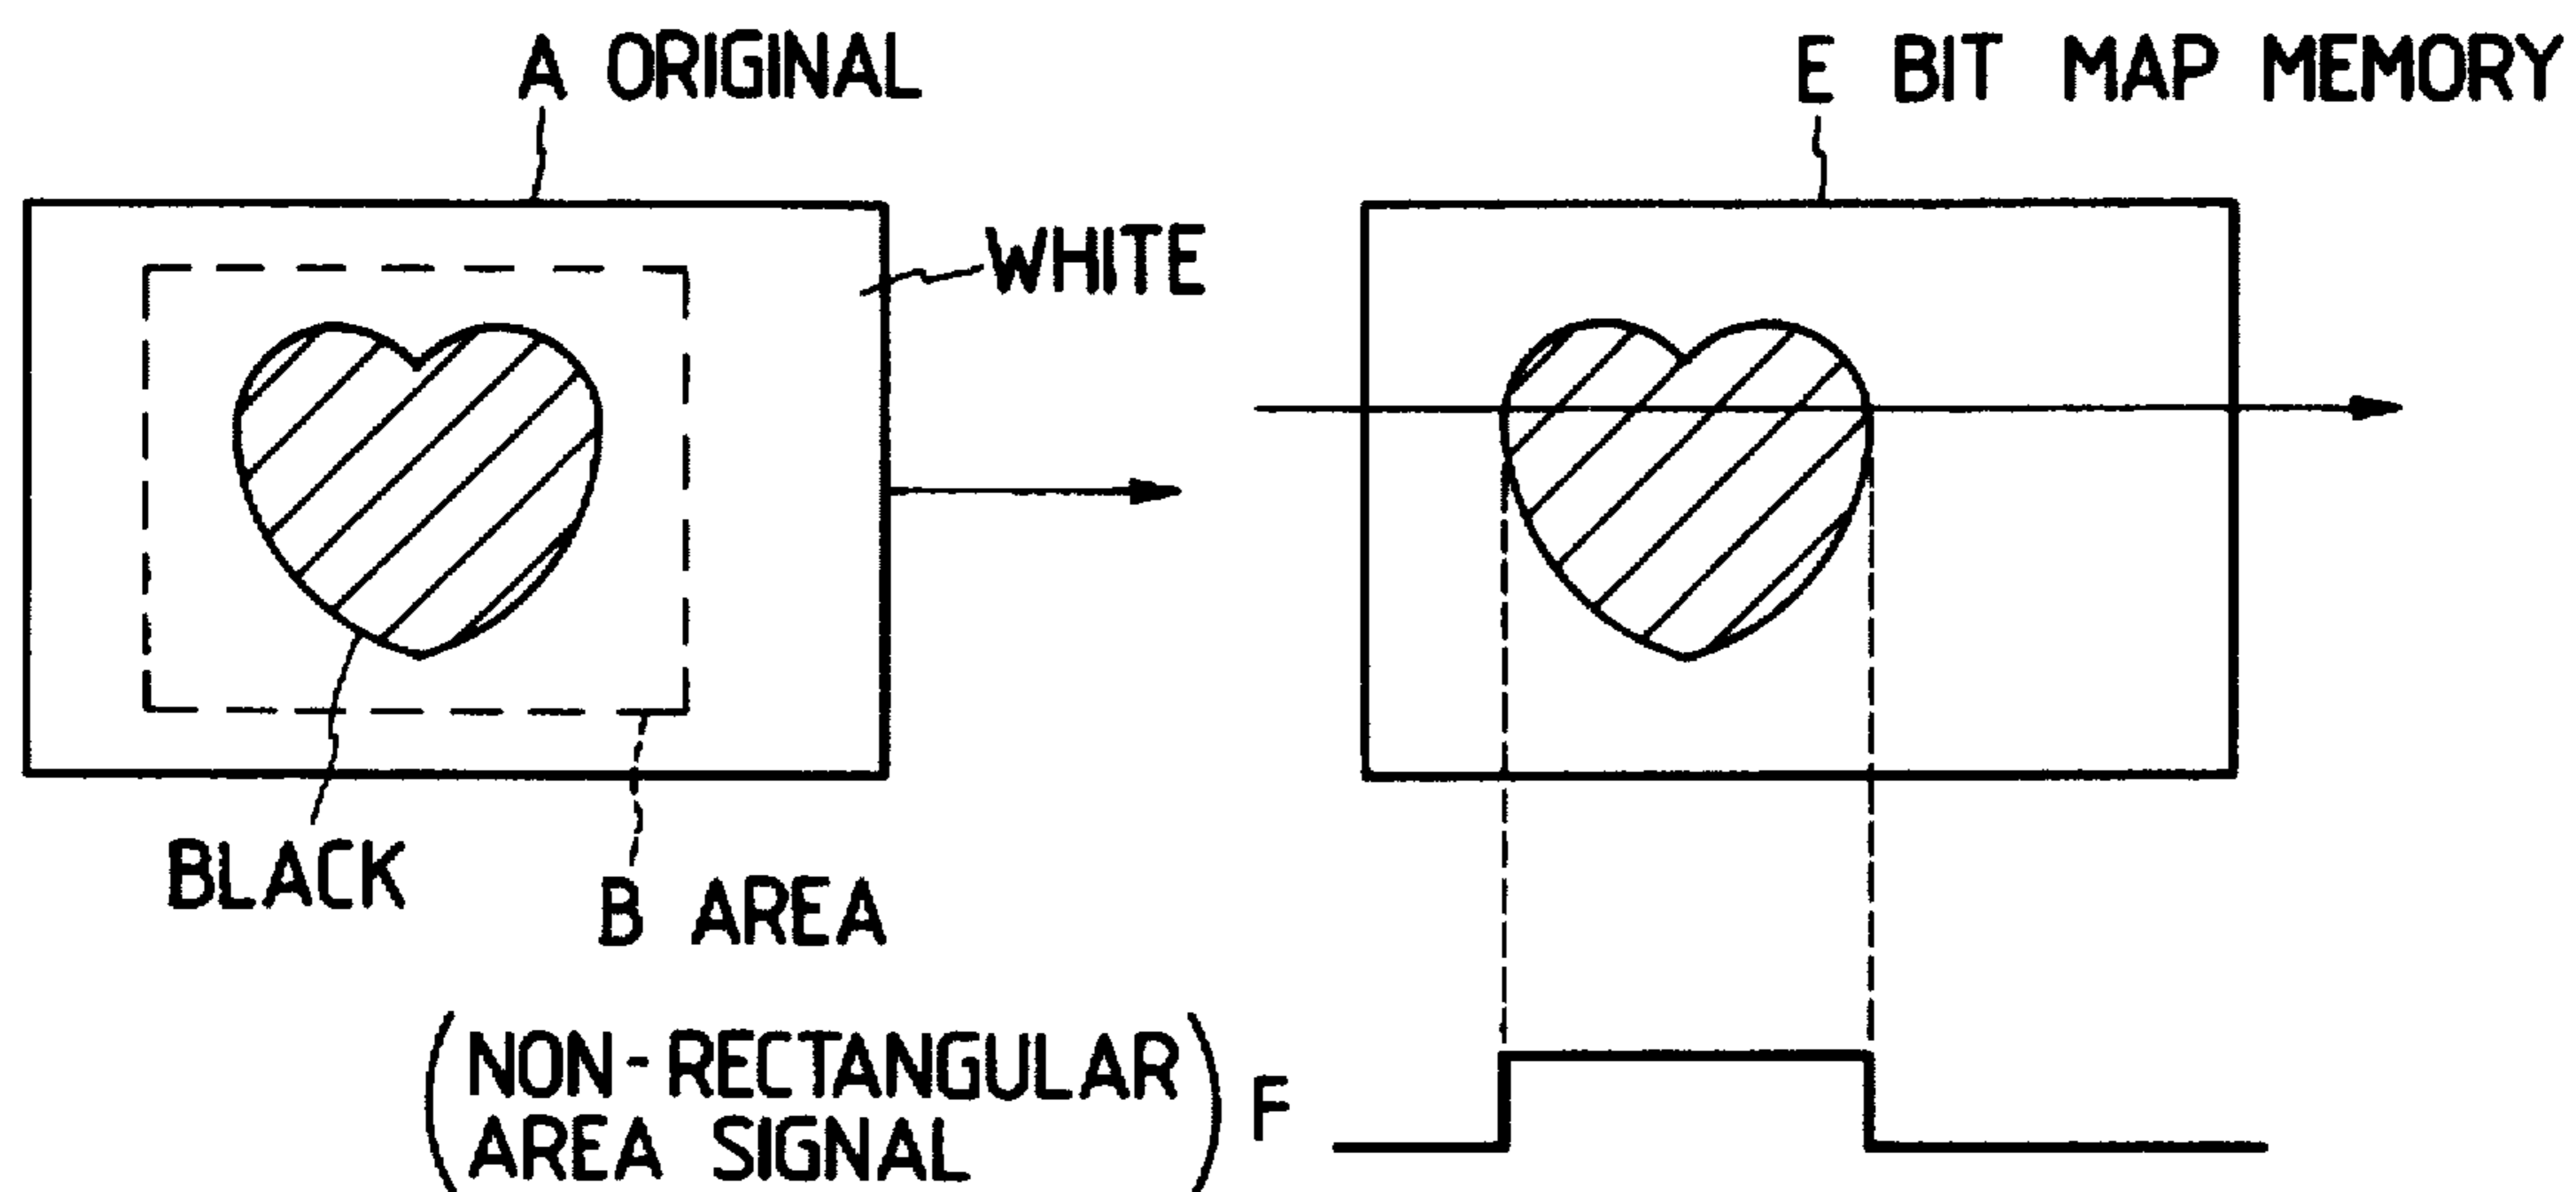 A ORIGINAL
E BIT MAP MEMORY
WHITE
BLACK
B AREA
(NON-RECTANGULAR
AREA SIGNAL) F